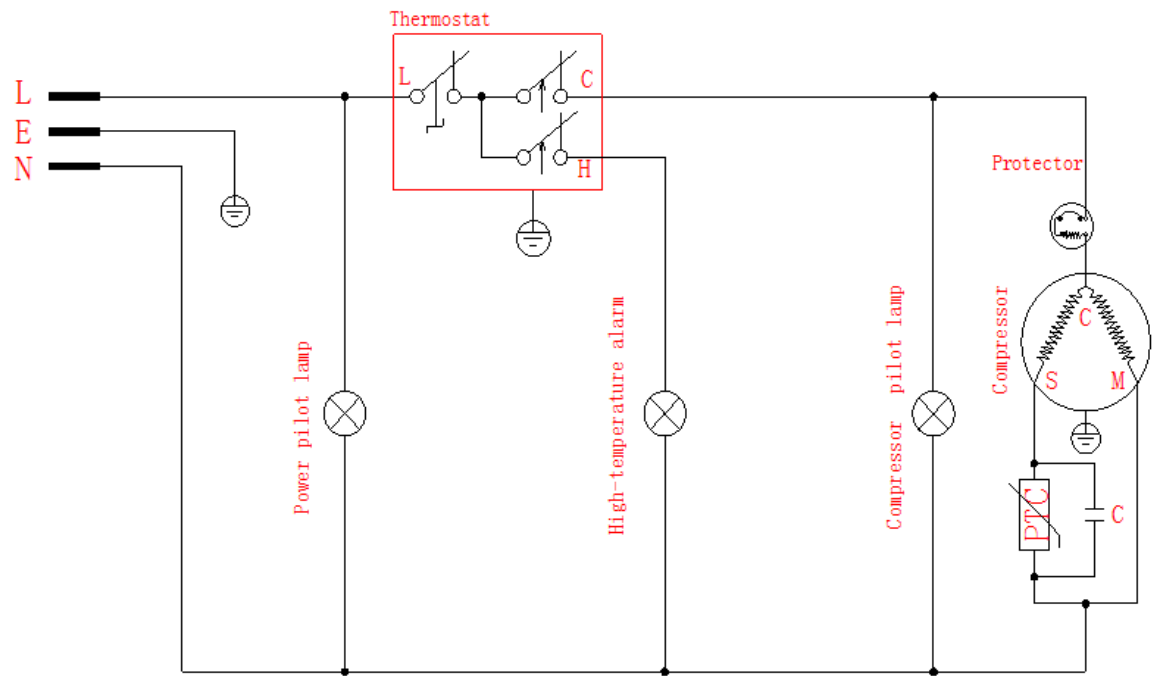 Thermostat
L
C
L
E
N
H
Protector
Power pilot lamp
High-temperature alarm
Compressor pilot lamp
Compressor
C
S
M
PTC
C